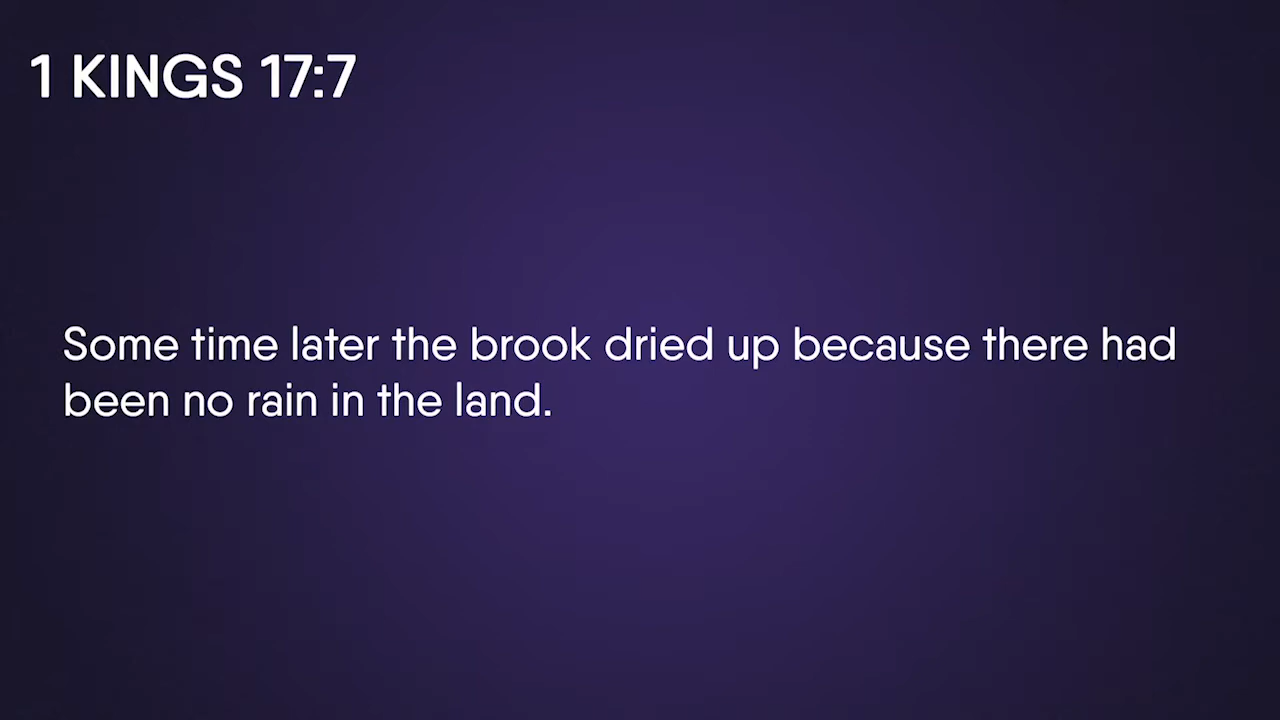 1 KINGS 17:7
Some time later the brook dried up because there had
been no rain in the land.